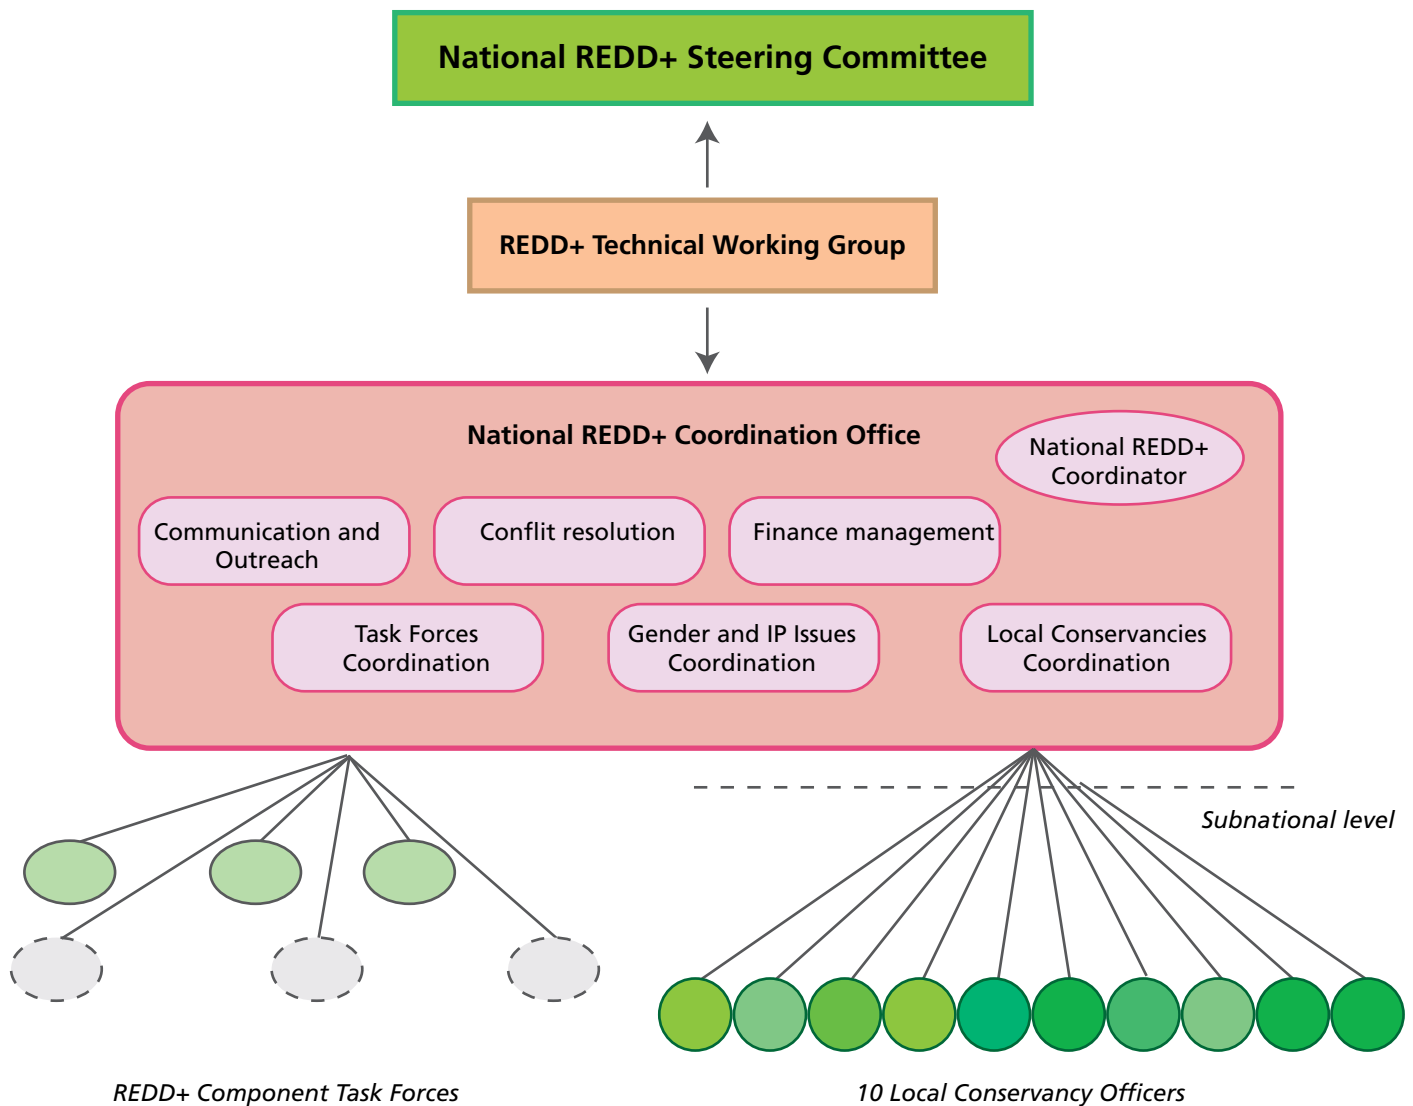 National REDD+ Steering Committee
REDD+ Technical Working Group
National REDD+ Coordination Office
National REDD+
Coordinator
Communication and
Outreach
Conflit resolution
Finance management
Task Forces
Coordination
Gender and IP Issues
Coordination
Local Conservancies
Coordination
Subnational level
REDD+ Component Task Forces
10 Local Conservancy Officers